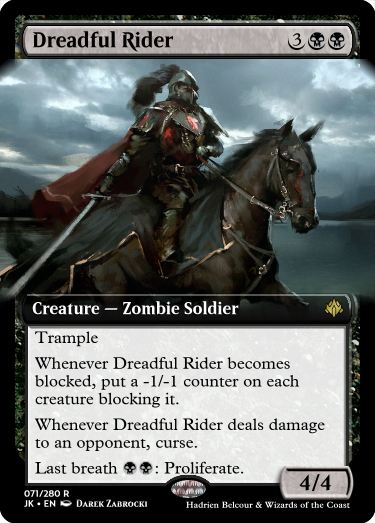 Dreadful Rider 3
Creature — Zombie Soldier
Trample
Whenever Dreadful Rider becomes
blocked, put a -1/-1 counter on each
creature blocking it.
Whenever Dreadful Rider deals damage
to an opponent, curse.
Last breath : Proliferate.
4/4
071/280 R
JK • EN DAREK ZABROCKI
Hadrien Belcour & Wizards of the Coast